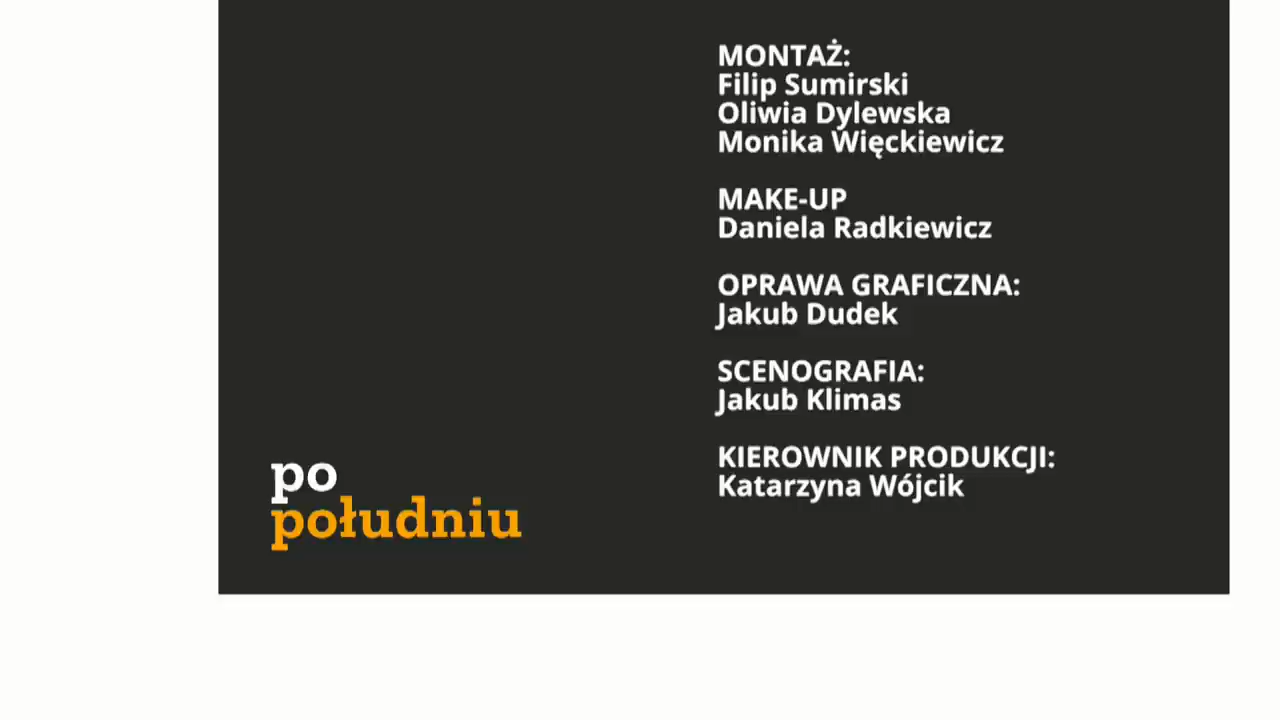 MONTAŻ:
Filip Sumirski
Oliwia Dylewska
Monika Więckiewicz
MAKE-UP
Daniela Radkiewicz
OPRAWA GRAFICZNA:
Jakub Dudek
SCENOGRAFIA:
Jakub Klimas
KIEROWNIK PRODUKCJI:
Katarzyna Wójcik
po
południu